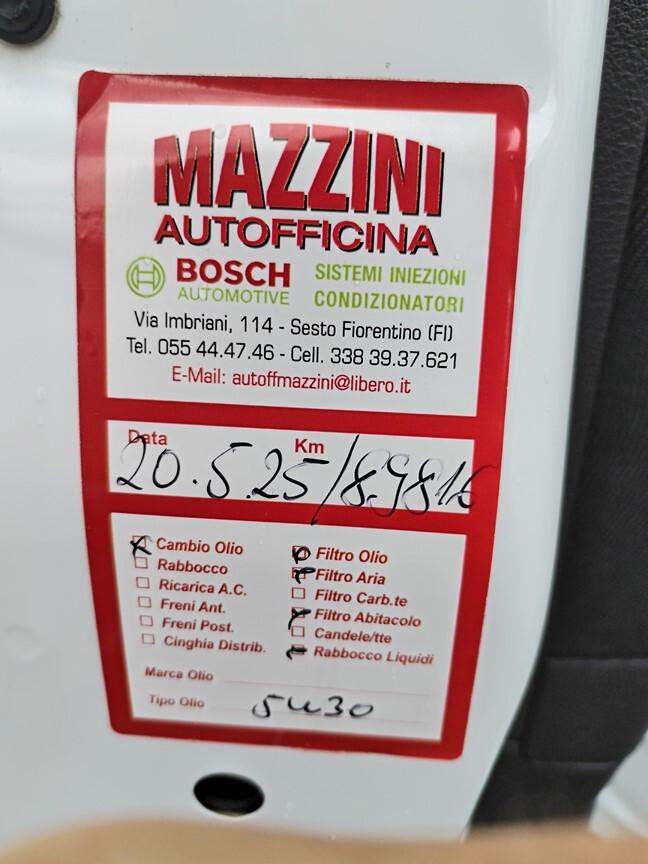 MAZZINI
AUTOFFICINA
BOSCH
AUTOMOTIVE
SISTEMI INIEZIONI
CONDIZIONATORI
Via Imbriani, 114 - Sesto Fiorentino (FI)
Tel. 055 44.47.46 - Cell. 338 39.37.621
E-Mail: autoffmazzini@libero.it
Data Km
20.5.25/89816
Cambio Olio
Rabbocco
Ricarica A.C.
Freni Ant.
Freni Post.
Cinghia Distrib.
Filtro Olio
Filtro Aria
Filtro Carb.te
Filtro Abitacolo
Candele/tte
Rabbocco Liquidi
Marca Olio
Tipo Olio 5W30